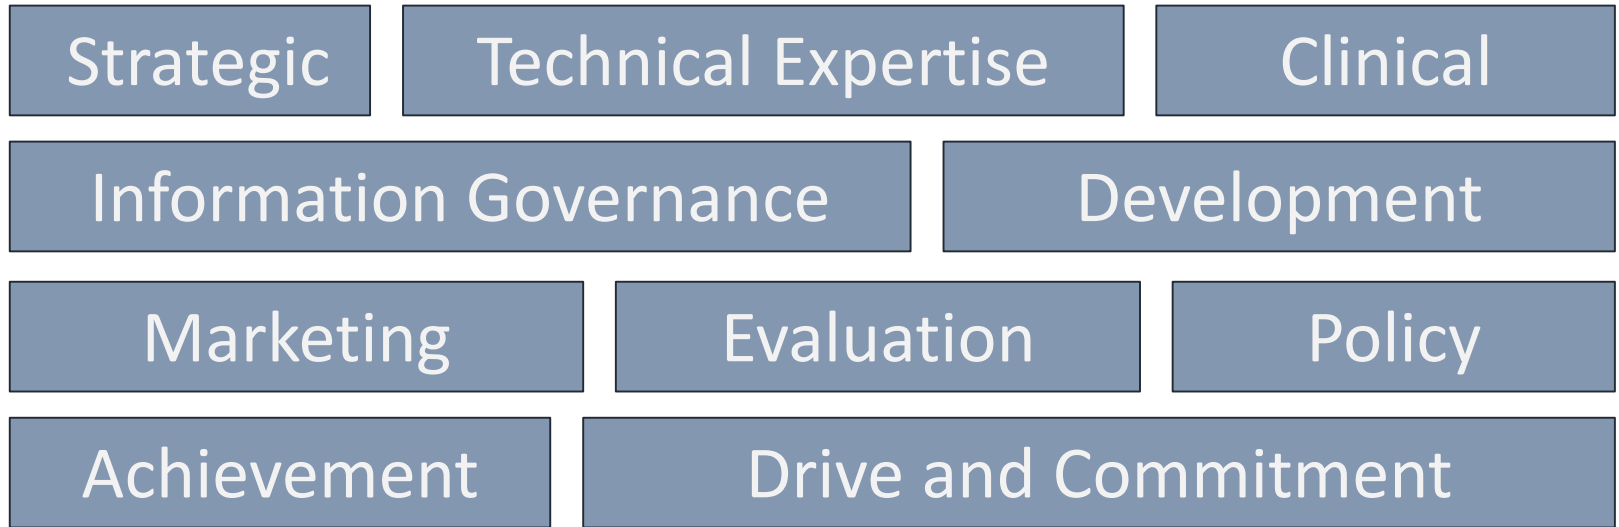 Strategic Technical Expertise Clinical
Information Governance Development
Marketing Evaluation Policy
Achievement Drive and Commitment